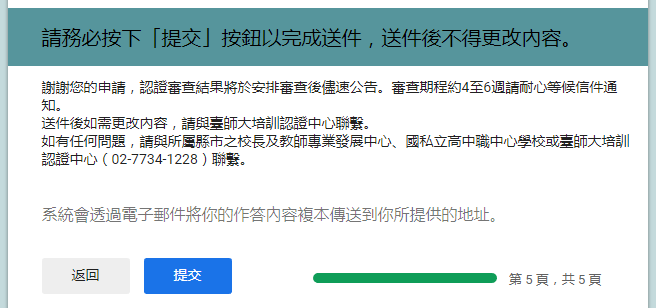 請務必按下「提交」按鈕以完成送件，送件後不得更改內容。
謝謝您的申請，認證審查結果將於安排審查後儘速公告。審查期程約4至6週請耐心等候信件通
知。
送件後如需更改內容，請與臺師大培訓認證中心聯繫。
如有任何問題，請與所屬縣市之校長及教師專業發展中心、國私立高中職中心學校或臺師大培訓
認證中心（02-7734-1228）聯繫。
系統會透過電子郵件將你的作答內容複本傳送到你所提供的地址。
返回
提交
第 5 頁，共 5 頁